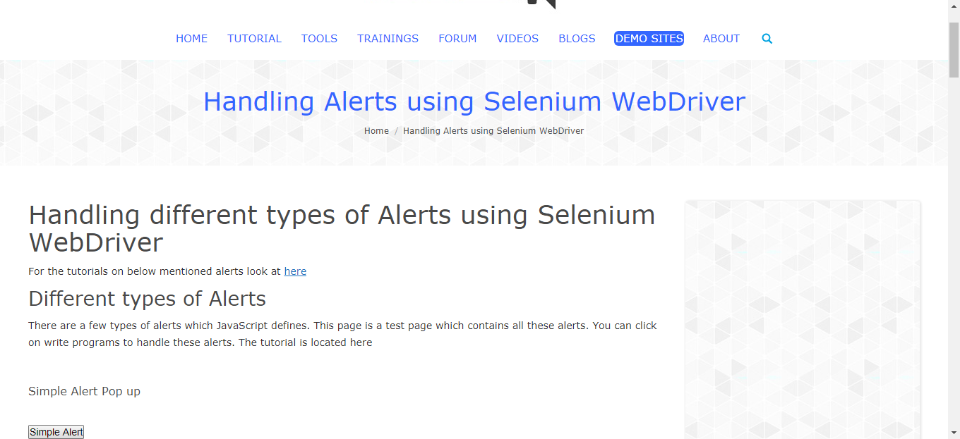 HOME TUTORIAL TOOLS TRAININGS FORUM VIDEOS BLOGS DEMO SITES ABOUT
Handling Alerts using Selenium WebDriver
Home / Handling Alerts using Selenium WebDriver
Handling different types of Alerts using Selenium
WebDriver
For the tutorials on below mentioned alerts look at here
Different types of Alerts
There are a few types of alerts which JavaScript defines. This page is a test page which contains all these alerts. You can click
on write programs to handle these alerts. The tutorial is located here
Simple Alert Pop up
Simple Alert